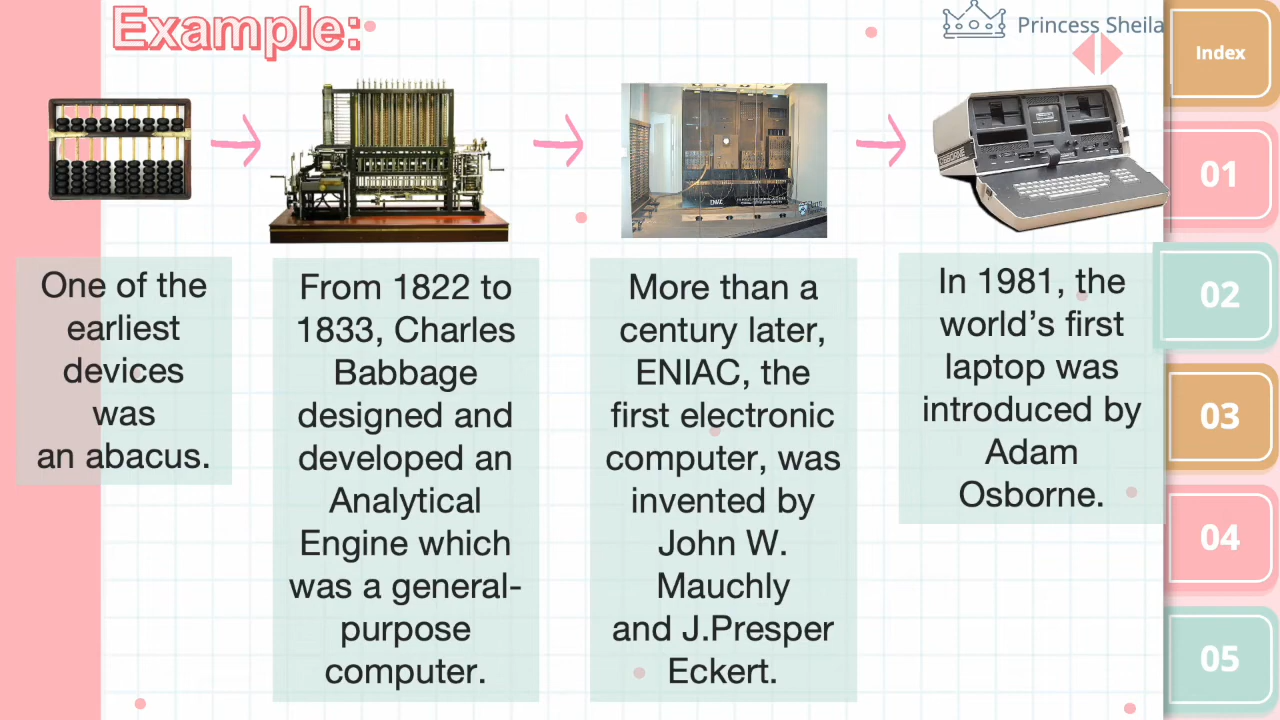 Example:
Princess Sheila
Index
01
02
03
04
05
One of the
earliest
devices
was
an abacus.
From 1822 to
1833, Charles
Babbage
designed and
developed an
Analytical
Engine which
was a general-
purpose
computer.
More than a
century later,
ENIAC, the
first electronic
computer, was
invented by
John W.
Mauchly
and J.Presper
Eckert.
In 1981, the
world’s first
laptop was
introduced by
Adam
Osborne.
ENIAC
OSBORNE